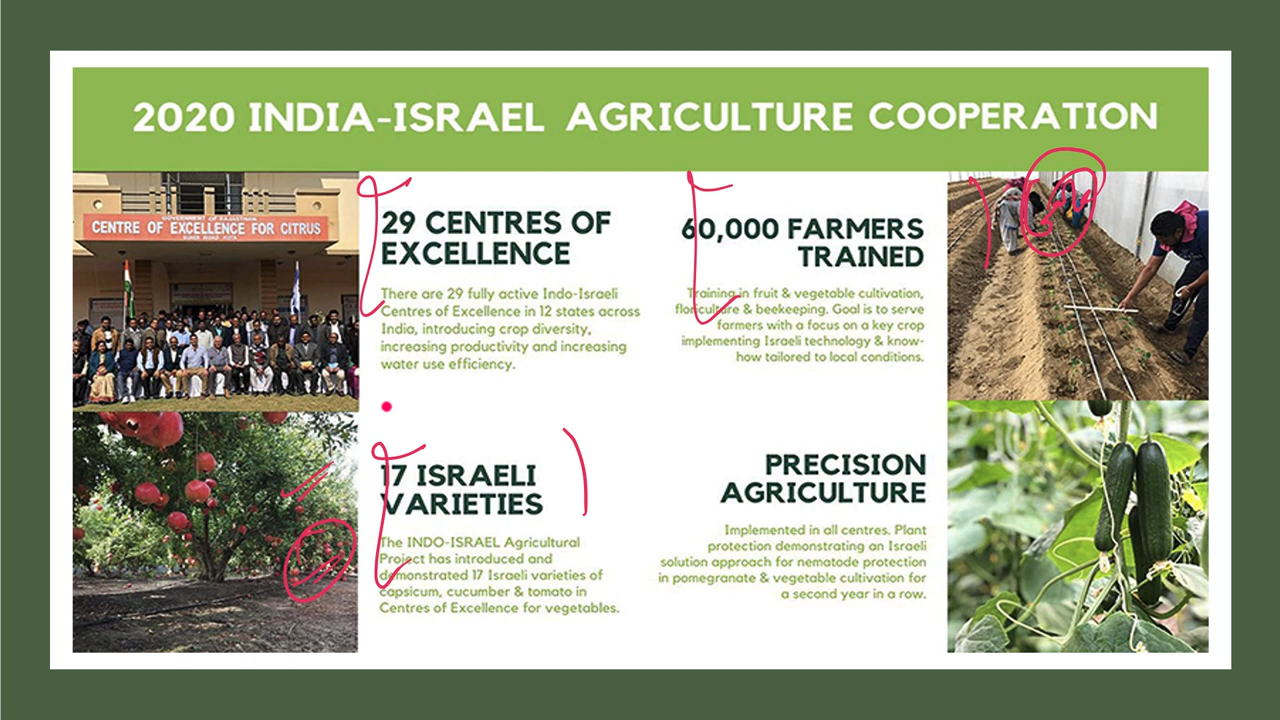 2020 INDIA-ISRAEL AGRICULTURE COOPERATION
GOVERNMENT OF RAJASTHAN
CENTRE OF EXCELLENCE FOR CITRUS
29 CENTRES OF
EXCELLENCE
There are 29 fully active Indo-Israeli
Centres of Excellence in 12 states across
India, introducing crop diversity,
increasing productivity and increasing
water use efficiency.
60,000 FARMERS
TRAINED
Training in fruit & vegetable cultivation,
floriculture & beekeeping. Goal is to serve
farmers with a focus on a key crop
implementing Israeli technology & know-
how tailored to local conditions.
17 ISRAELI
VARIETIES
The INDO-ISRAEL Agricultural
Project has introduced and
demonstrated 17 Israeli varieties of
capsicum, cucumber & tomato in
Centres of Excellence for vegetables.
PRECISION
AGRICULTURE
Implemented in all centres. Plant
protection demonstrating an Israeli
solution approach for nematode protection
in pomegranate & vegetable cultivation for
a second year in a row.